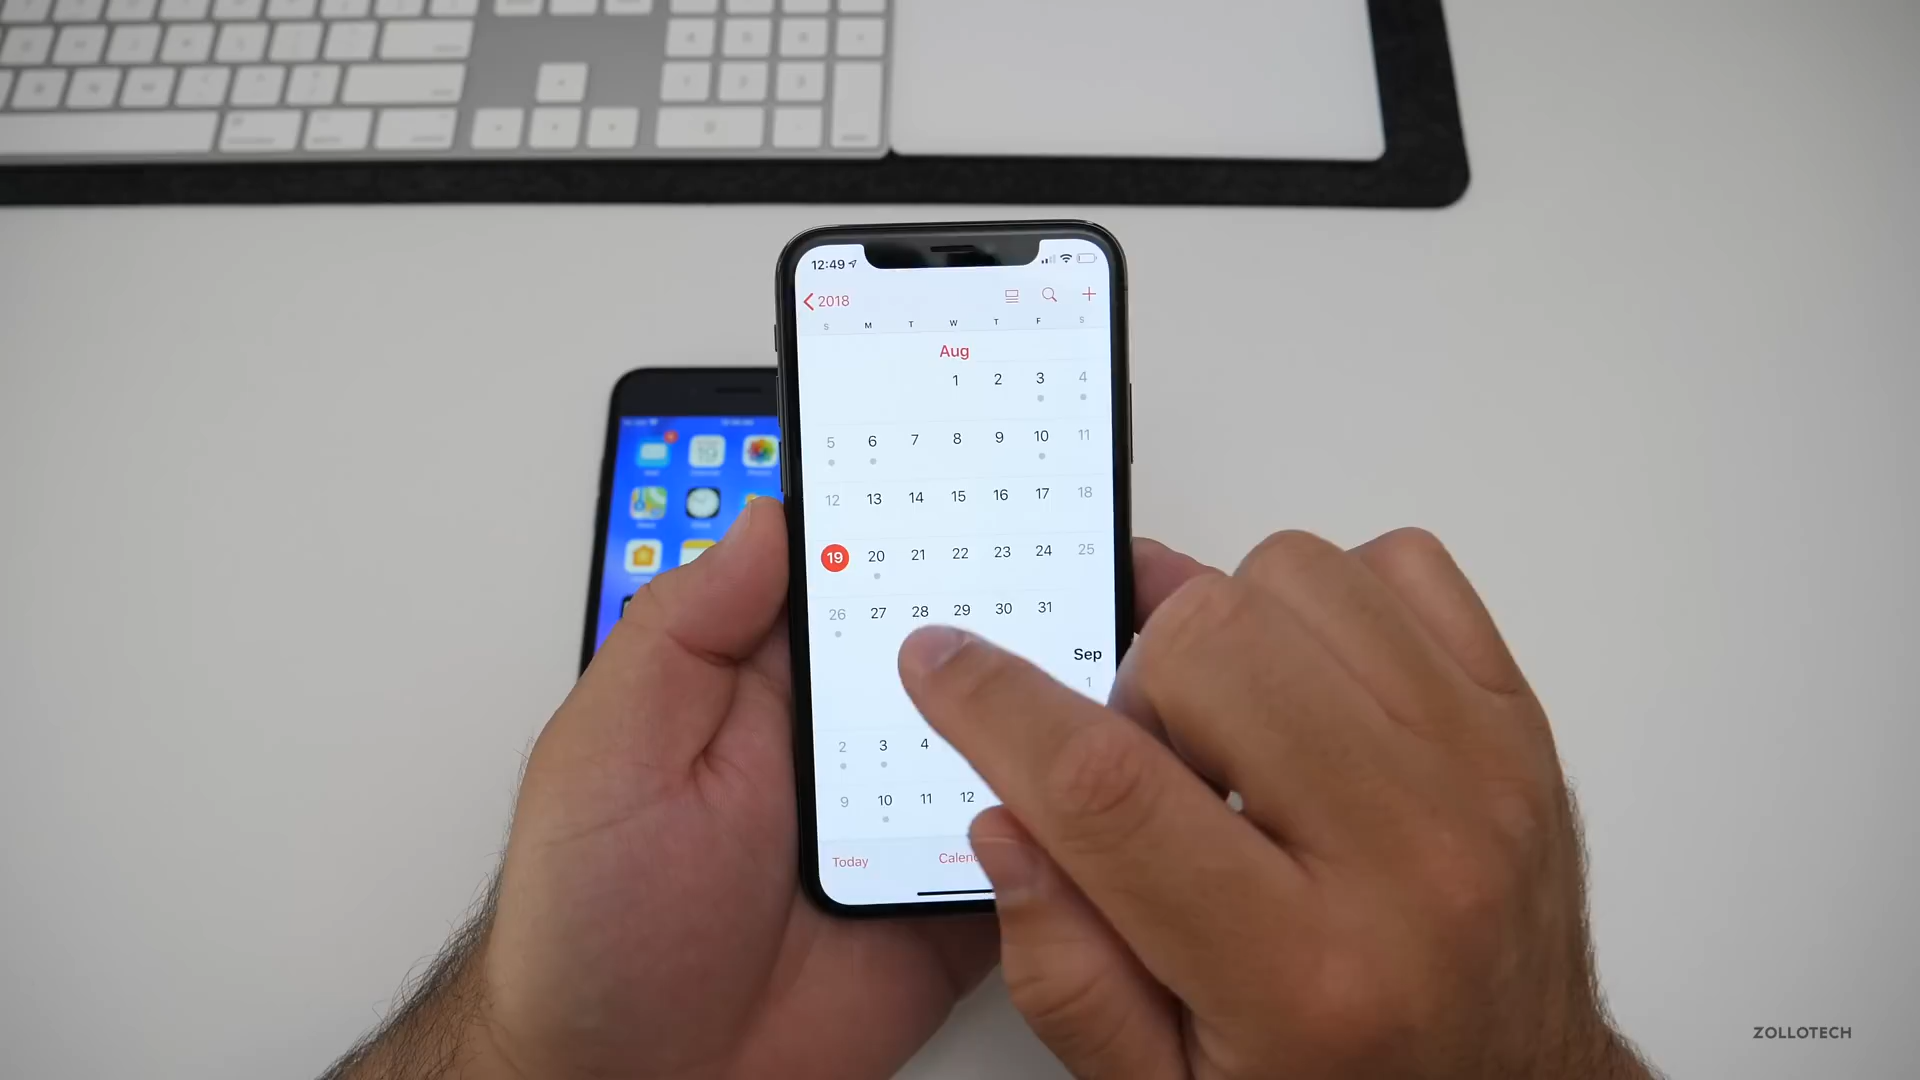 12:49
2018
S M T W T F S
Aug
1 2 3 4
5 6 7 8 9 10 11
12 13 14 15 16 17 18
19 20 21 22 23 24 25
26 27 28 29 30 31
Sep
1
2 3 4
9 10 11 12
Today
ZOLLOTECH